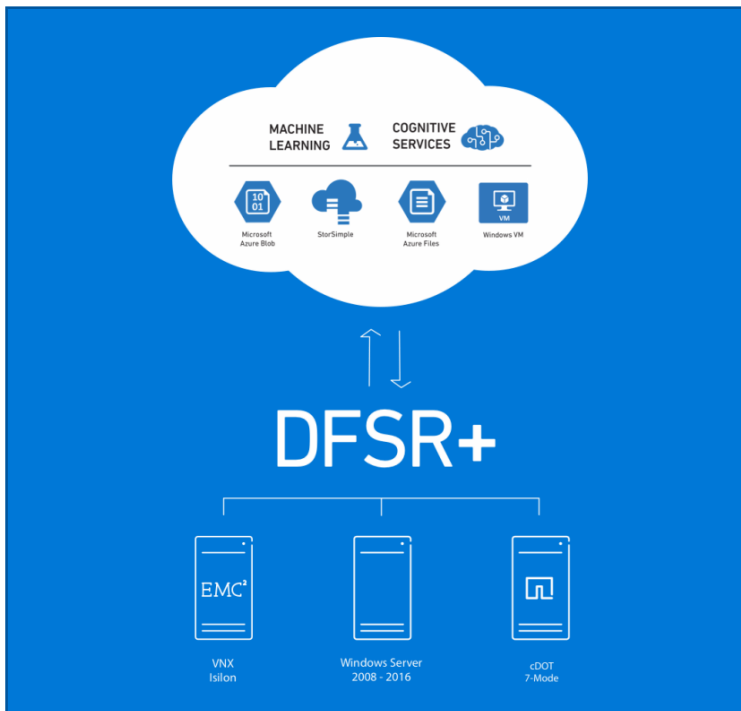 MACHINE
LEARNING
COGNITIVE
SERVICES
10
01
VM
Microsoft
Azure Blob
StorSimple
Microsoft
Azure Files
Windows VM
DFSR+
EMC²
VNX
Isilon
Windows Server
2008 - 2016
cDOT
7-Mode